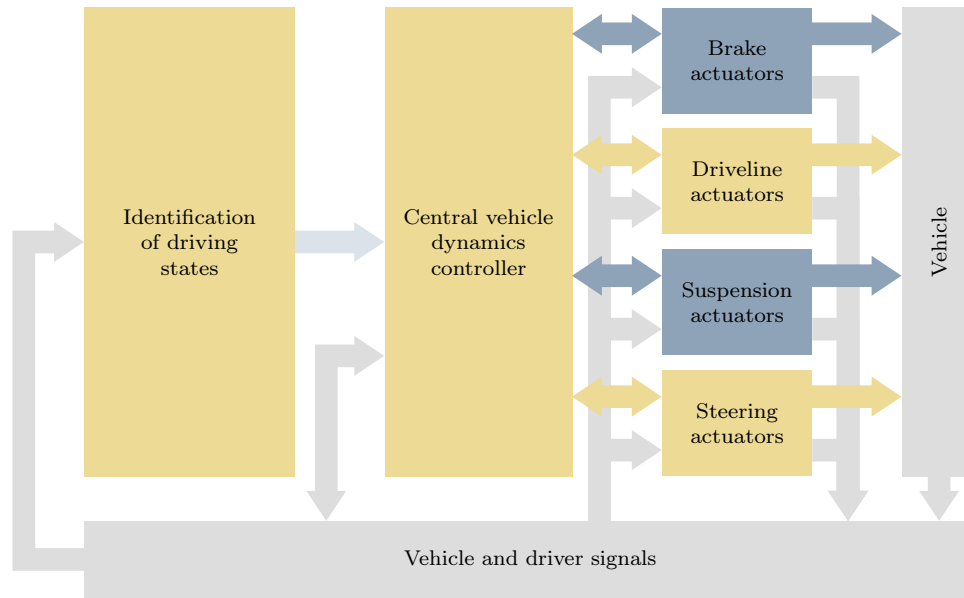 Identification
of driving
states
Central vehicle
dynamics
controller
Brake
actuators
Driveline
actuators
Suspension
actuators
Steering
actuators
Vehicle
Vehicle and driver signals